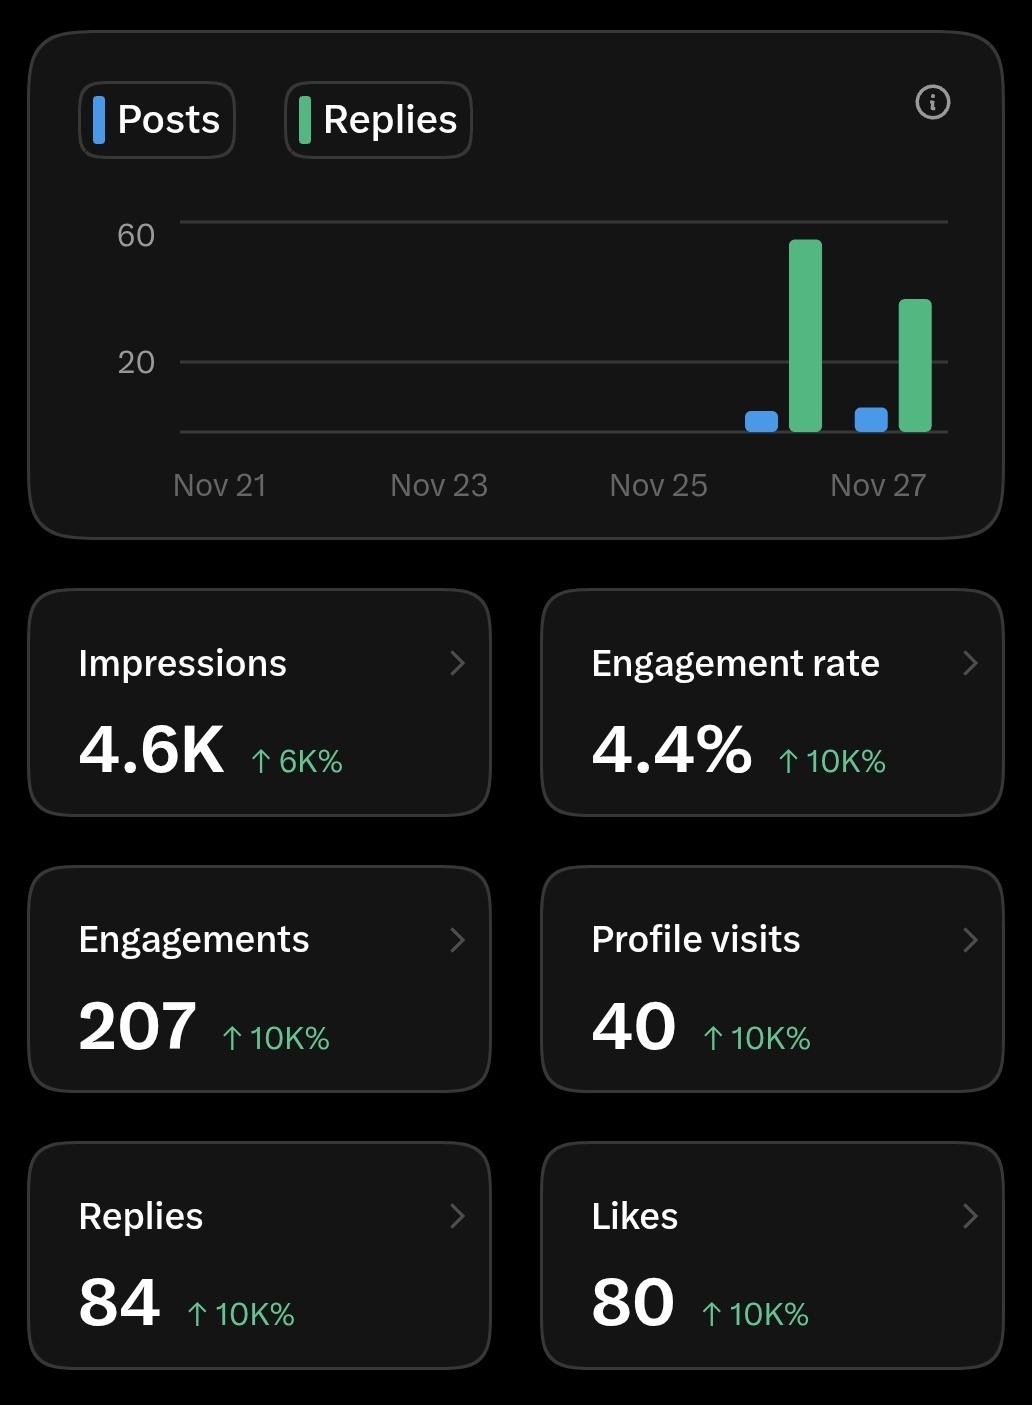 Posts Replies
60
20
Nov 21 Nov 23 Nov 25 Nov 27
Impressions
4.6K ↑ 6K%
Engagement rate
4.4% ↑ 10K%
Engagements
207 ↑ 10K%
Profile visits
40 ↑ 10K%
Replies
84 ↑ 10K%
Likes
80 ↑ 10K%